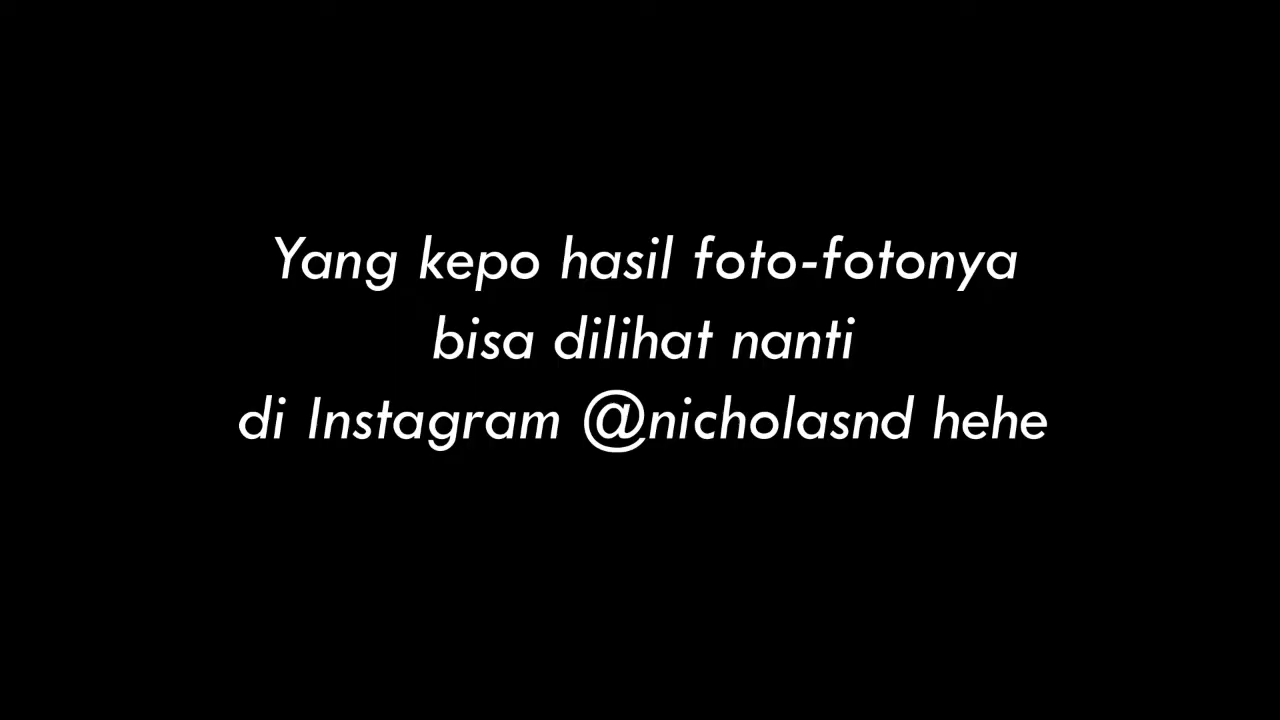 Yang kepo hasil foto-fotonya
bisa dilihat nanti
di Instagram @nicholasnd hehe